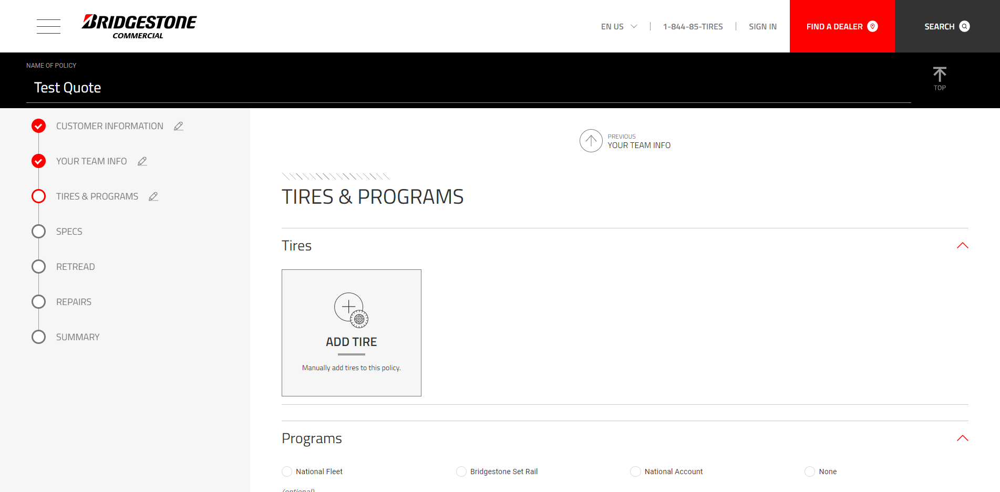 BRIDGESTONE
COMMERCIAL
EN US
1-844-85-TIRES
SIGN IN
FIND A DEALER
SEARCH
NAME OF POLICY
Test Quote
TOP
CUSTOMER INFORMATION
YOUR TEAM INFO
TIRES & PROGRAMS
SPECS
RETREAD
REPAIRS
SUMMARY
PREVIOUS
YOUR TEAM INFO
TIRES & PROGRAMS
Tires
ADD TIRE
Manually add tires to this policy.
Programs
National Fleet
Bridgestone Set Rail
National Account
None
(optional)